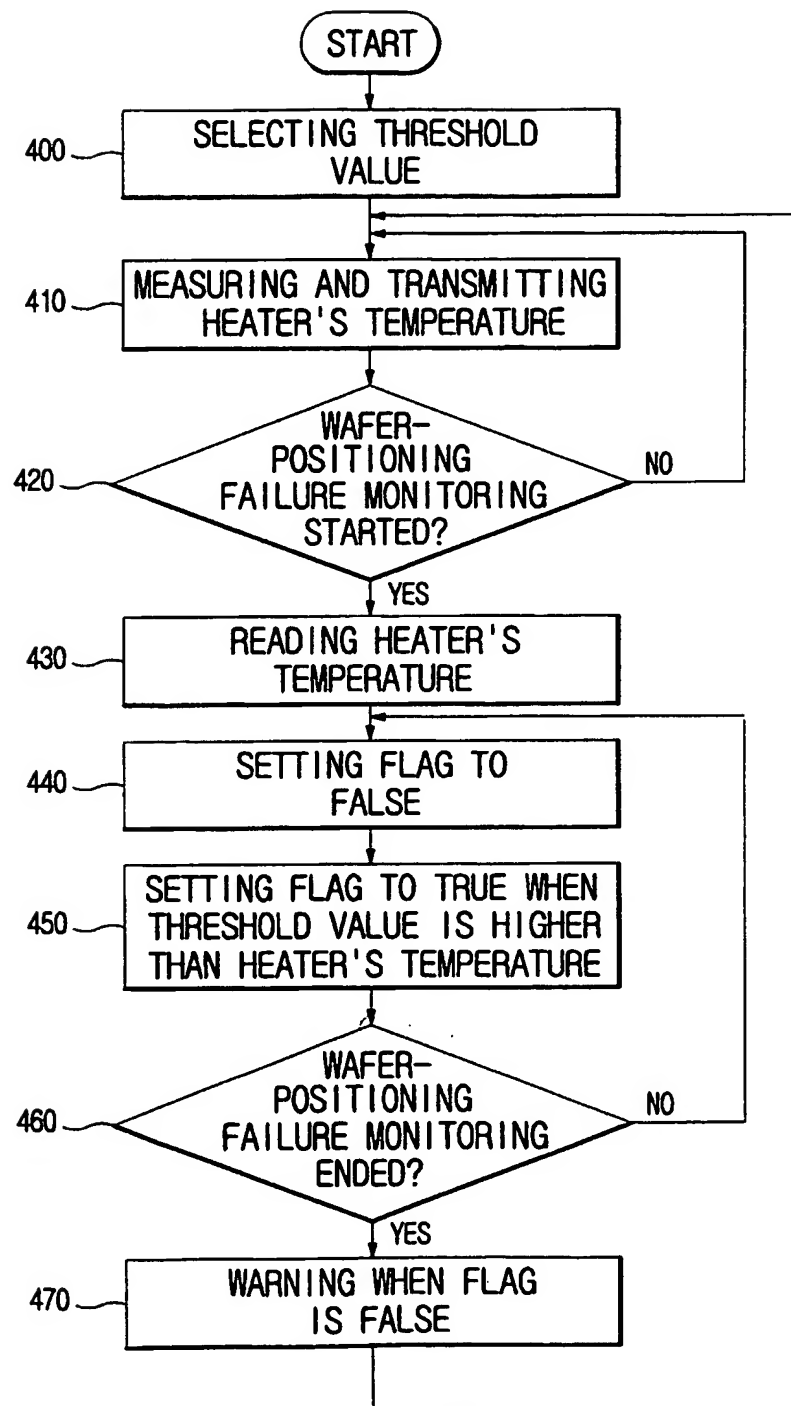 START
400
SELECTING THRESHOLD
VALUE
410
MEASURING AND TRANSMITTING
HEATER'S TEMPERATURE
420
WAFER-
POSITIONING
FAILURE MONITORING
STARTED?
NO
YES
430
READING HEATER'S
TEMPERATURE
440
SETTING FLAG TO
FALSE
450
SETTING FLAG TO TRUE WHEN
THRESHOLD VALUE IS HIGHER
THAN HEATER'S TEMPERATURE
460
WAFER-
POSITIONING
FAILURE MONITORING
ENDED?
NO
YES
470
WARNING WHEN FLAG
IS FALSE